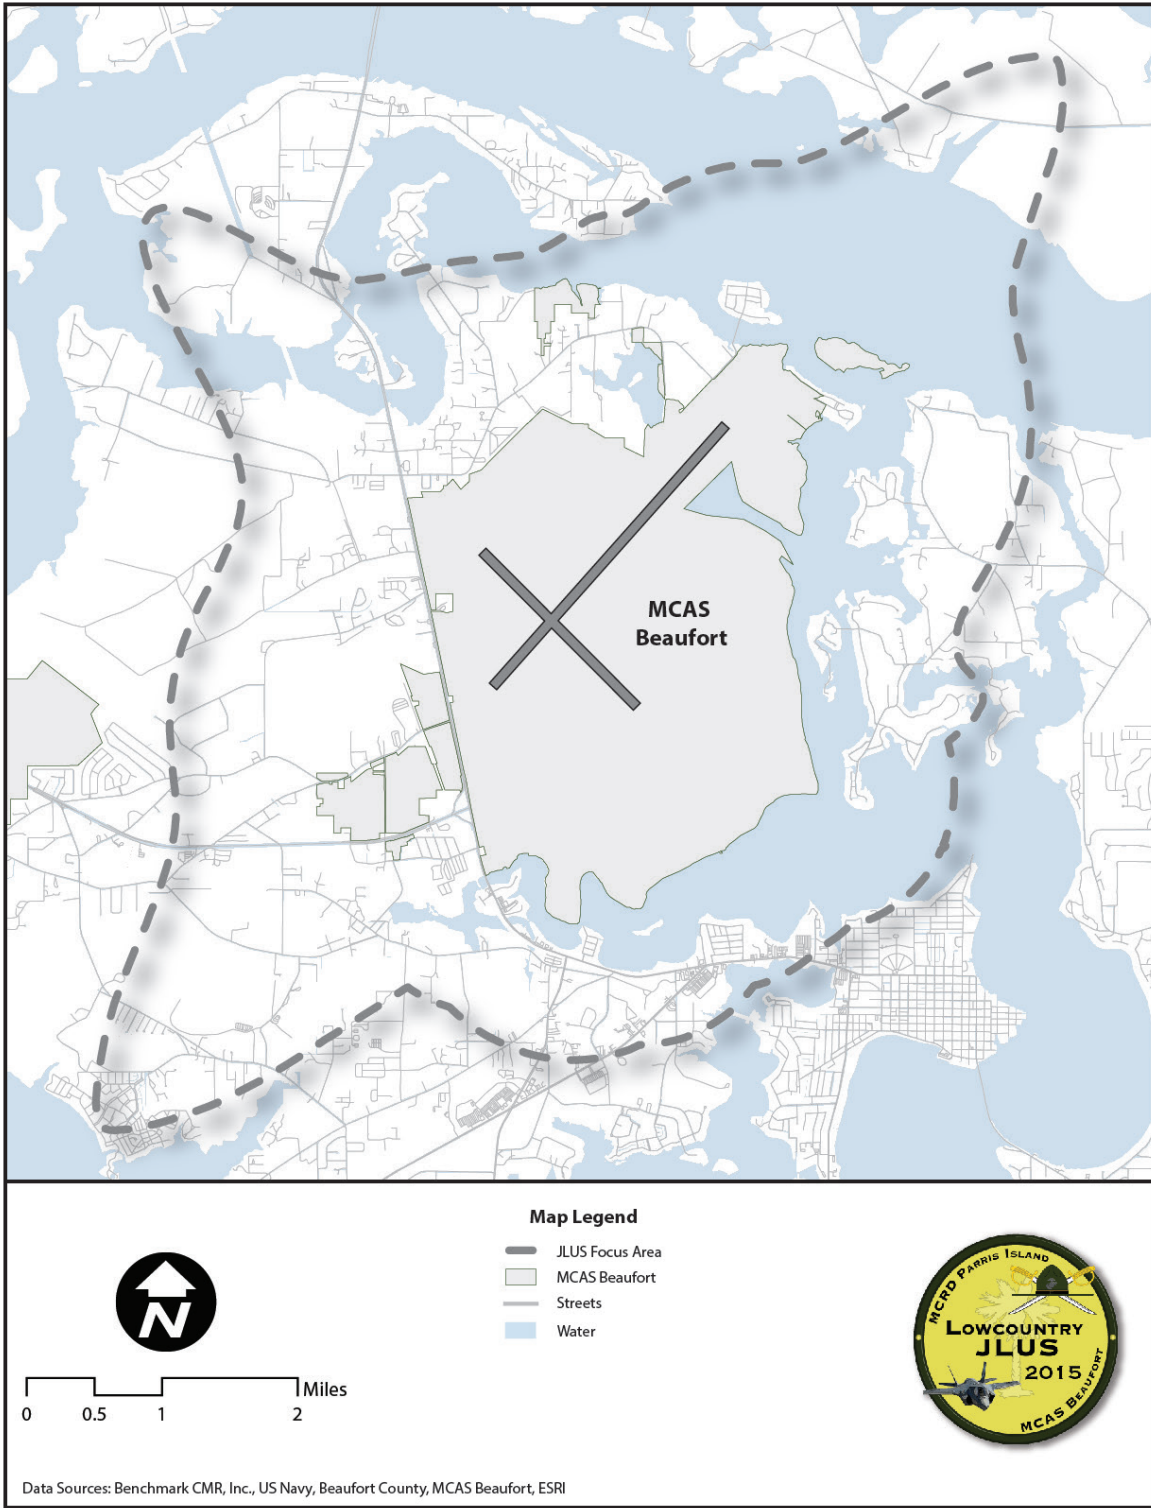 MCAS
Beaufort
Map Legend
JLUS Focus Area
MCAS Beaufort
Streets
Water
N
Miles
0 0.5 1 2
MCRD PARRIS ISLAND
LOWCOUNTRY
JLUS
2015
MCAS BEAUFORT
Data Sources: Benchmark CMR, Inc., US Navy, Beaufort County, MCAS Beaufort, ESRI